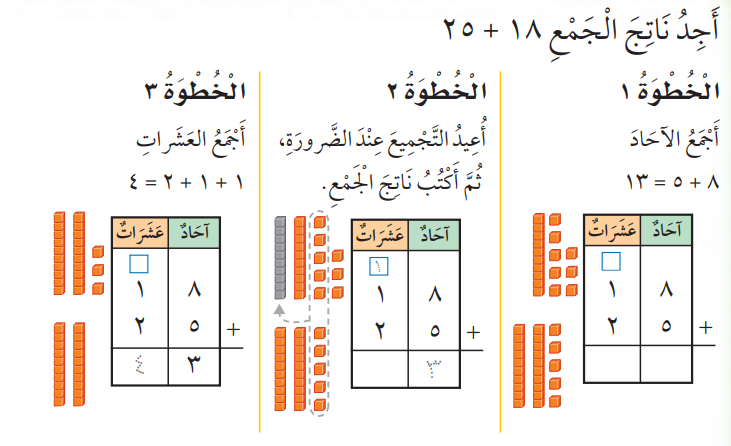 أَجِدُ نَاتِجَ الْجَمْعِ ١٨ + ٢٥
الْخُطْوَةُ ١
أَجْمَعُ الآحَادَ
٨ + ٥ = ١٣
آحَادٌ عَشَرَاتٌ
٨ ١
+ ٥ ٢
الْخُطْوَةُ ٢
أُعِيدُ التَّجْمِيعَ عِنْدَ الضَّرورَةِ،
ثُمَّ أَكْتُبُ نَاتِجَ الْجَمْعِ.
آحَادٌ عَشَرَاتٌ
١
٨ ١
+ ٥ ٢
٣
الْخُطْوَةُ ٣
أَجْمَعُ العَشَراتِ
١ + ١ + ٢ = ٤
آحَادٌ عَشَرَاتٌ
٨ ١
+ ٥ ٢
٣ ٤